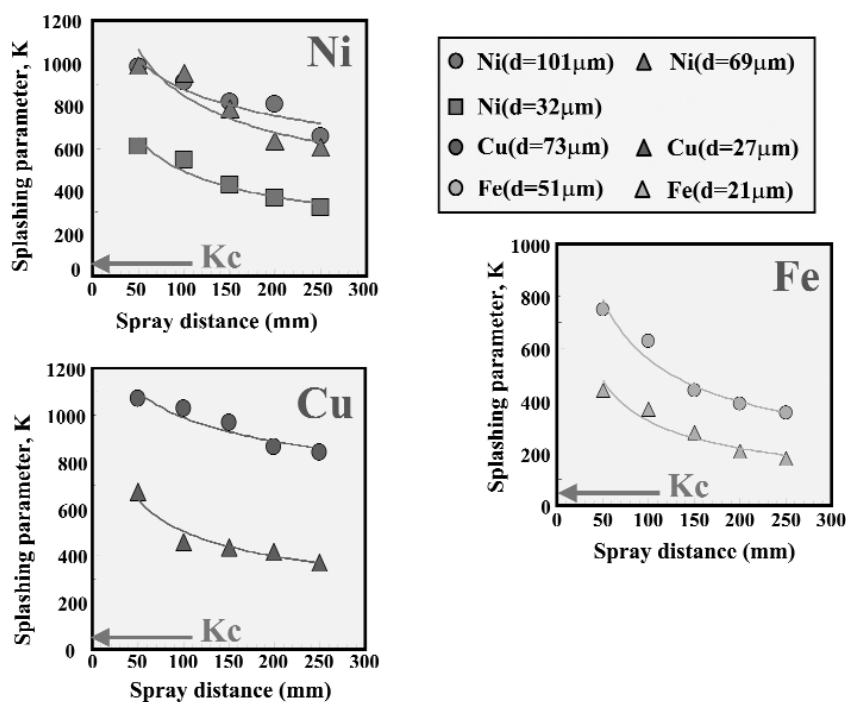 Ni
Splashing parameter, K
1200
1000
800
600
400
200
0
Kc
0 50 100 150 200 250 300
Spray distance (mm)
Ni(d=101μm) Ni(d=69μm)
Ni(d=32μm)
Cu(d=73μm) Cu(d=27μm)
Fe(d=51μm) Fe(d=21μm)
Fe
Splashing parameter, K
800
600
400
200
0
Kc
0 50 100 150 200 250 300
Spray distance (mm)
Cu
Splashing parameter, K
1200
1000
800
600
400
200
0
Kc
0 50 100 150 200 250 300
Spray distance (mm)